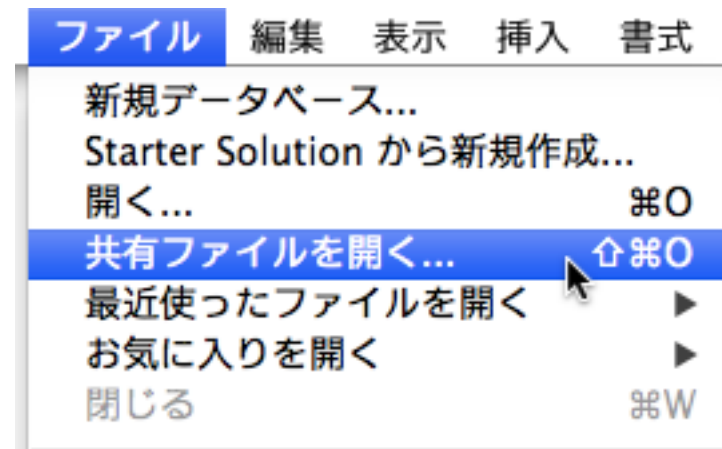 ファイル 編集 表示 挿入 書式
新規データベース...
Starter Solution から新規作成...
開く... ⌘O
共有ファイルを開く... ⇧⌘O
最近使ったファイルを開く ▶
お気に入りを開く ▶
閉じる ⌘W